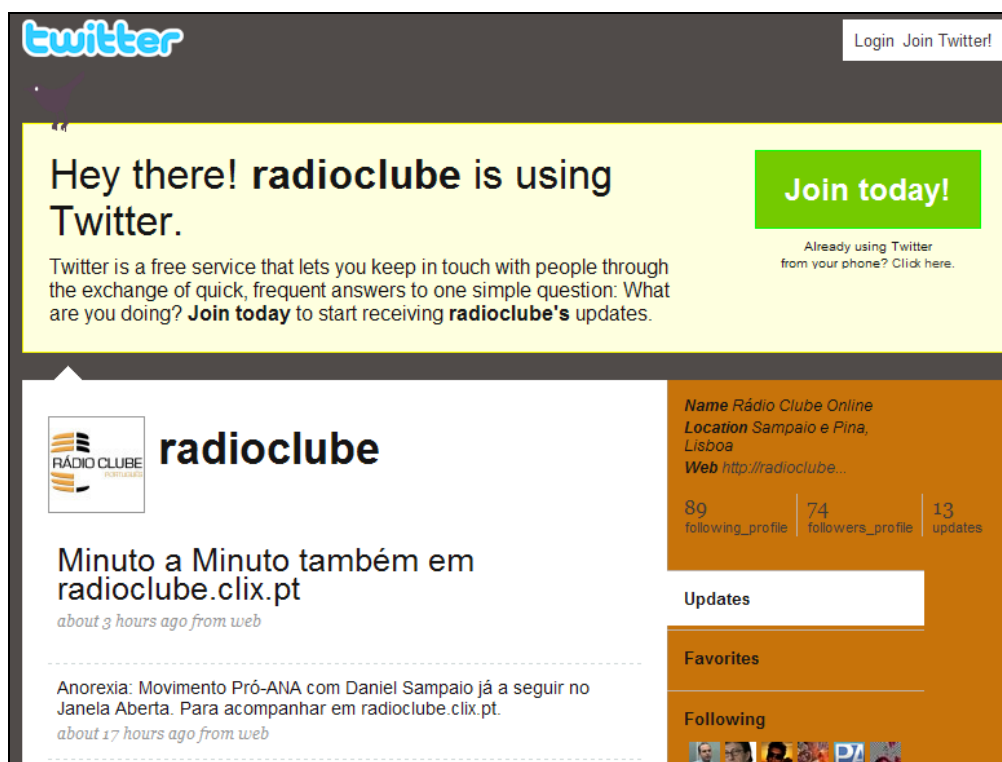 twitter
Login Join Twitter!
Hey there! radioclube is using
Twitter.
Twitter is a free service that lets you keep in touch with people through
the exchange of quick, frequent answers to one simple question: What
are you doing? Join today to start receiving radioclube's updates.
Join today!
Already using Twitter
from your phone? Click here.
RÁDIO CLUBE
PORTUGUÊS
radioclube
Minuto a Minuto também em
radioclube.clix.pt
about 3 hours ago from web
Anorexia: Movimento Pró-ANA com Daniel Sampaio já a seguir no
Janela Aberta. Para acompanhar em radioclube.clix.pt.
about 17 hours ago from web
Name Rádio Clube Online
Location Sampaio e Pina,
Lisboa
Web http://radioclube...
89 74 13
following_profile followers_profile updates
Updates
Favorites
Following